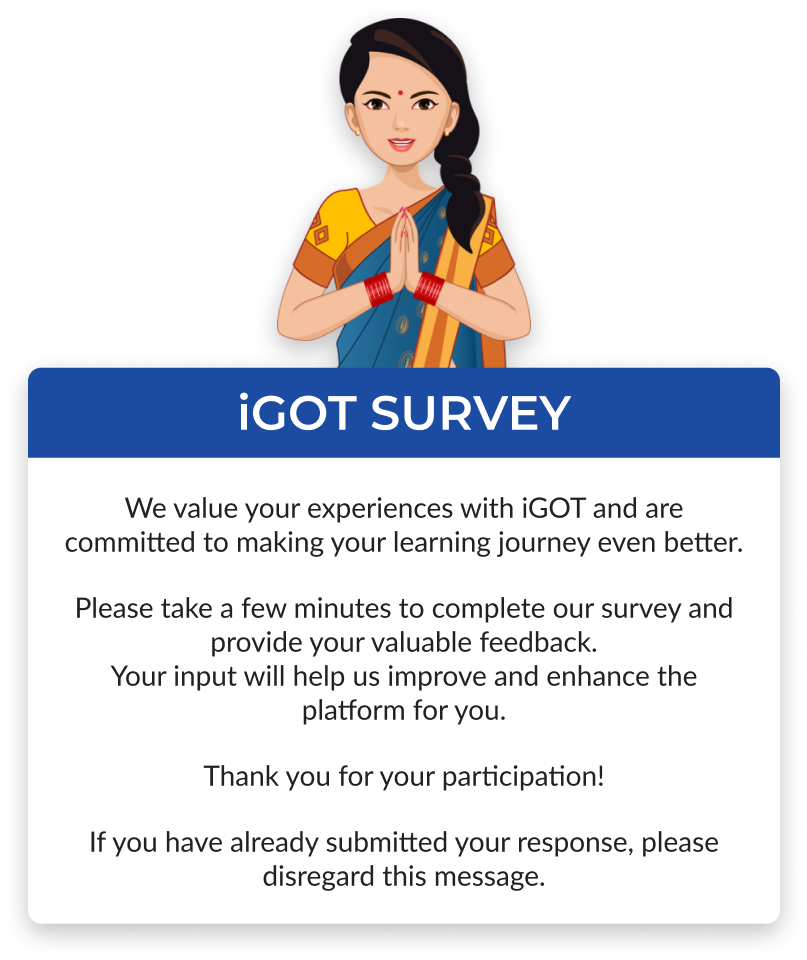 iGOT SURVEY
We value your experiences with iGOT and are
committed to making your learning journey even better.
Please take a few minutes to complete our survey and
provide your valuable feedback.
Your input will help us improve and enhance the
platform for you.
Thank you for your participation!
If you have already submitted your response, please
disregard this message.